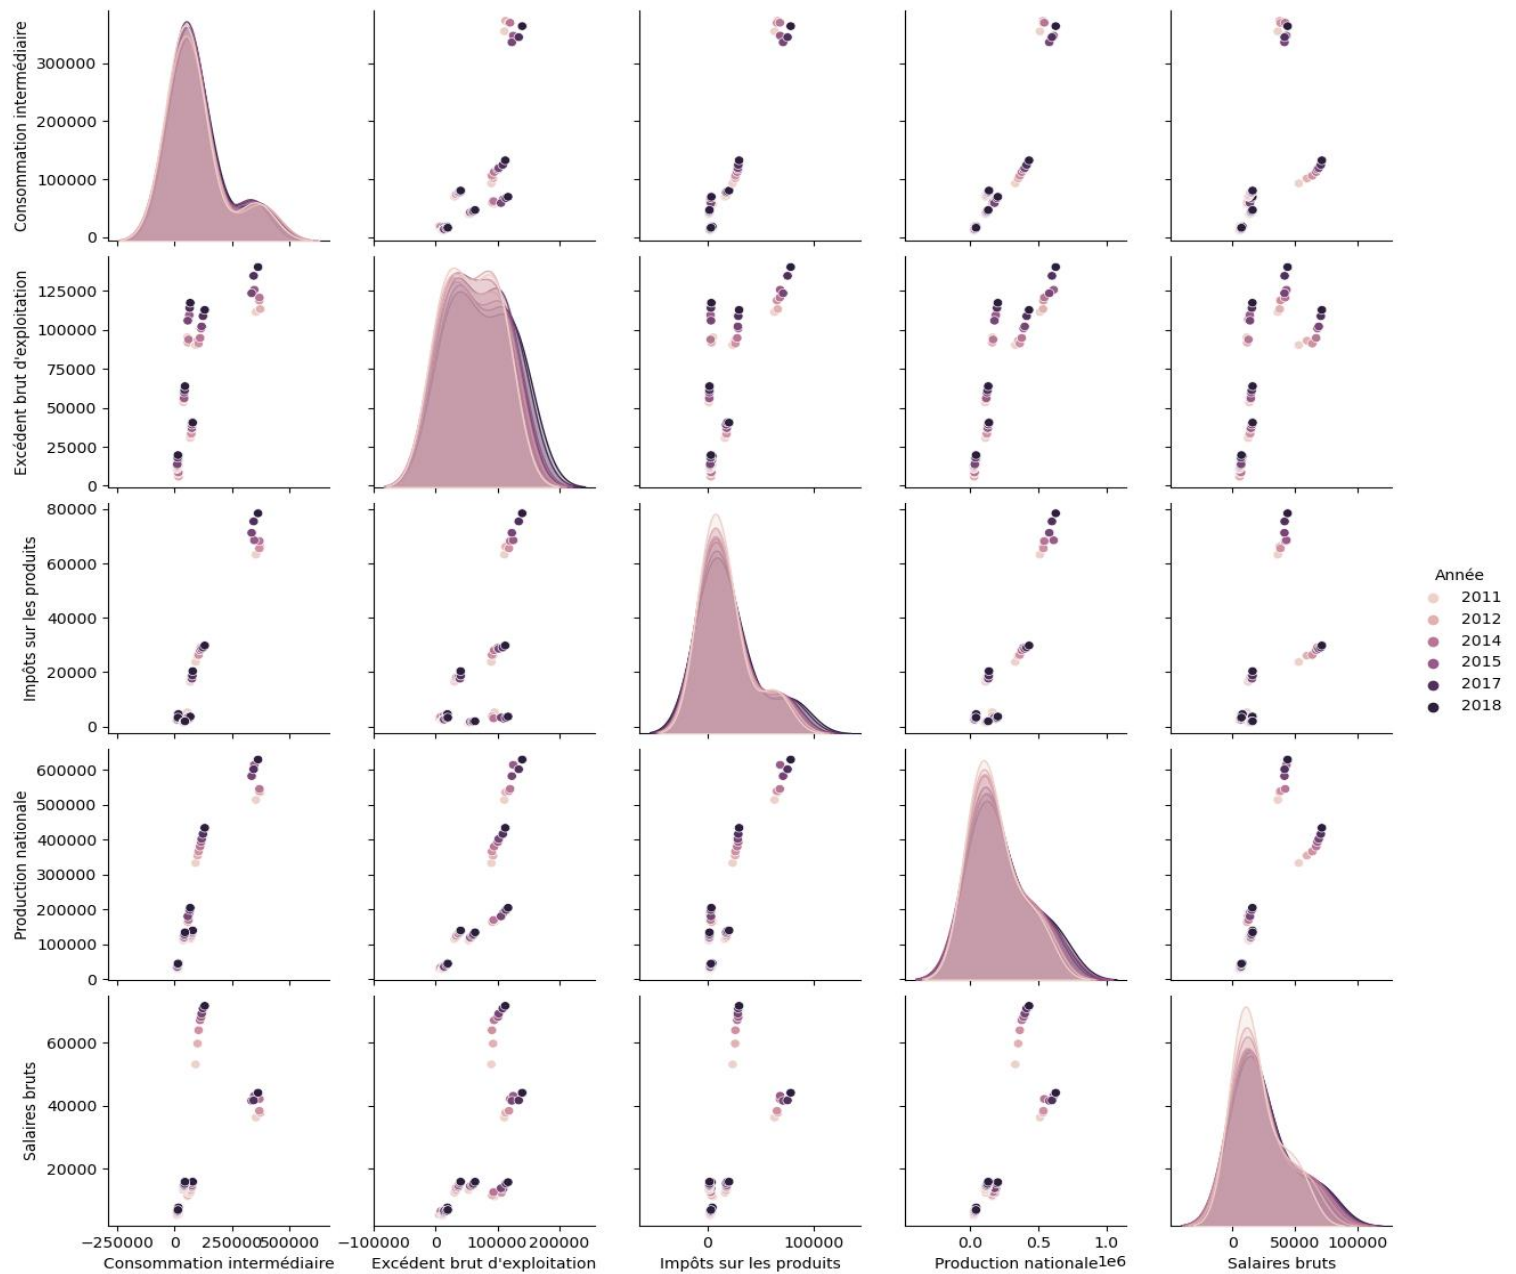 Consommation intermédiaire
300000
200000
100000
0
Excédent brut d'exploitation
125000
100000
75000
50000
25000
0
Impôts sur les produits
80000
60000
40000
20000
0
Production nationale
600000
500000
400000
300000
200000
100000
0
Salaires bruts
60000
40000
20000
−250000 0 250000 500000
Consommation intermédiaire
−100000 0 100000 200000
Excédent brut d'exploitation
0 100000
Impôts sur les produits
0.0 0.5 1.0
1e6
Production nationale
0 50000 100000
Salaires bruts
Année
2011
2012
2014
2015
2017
2018